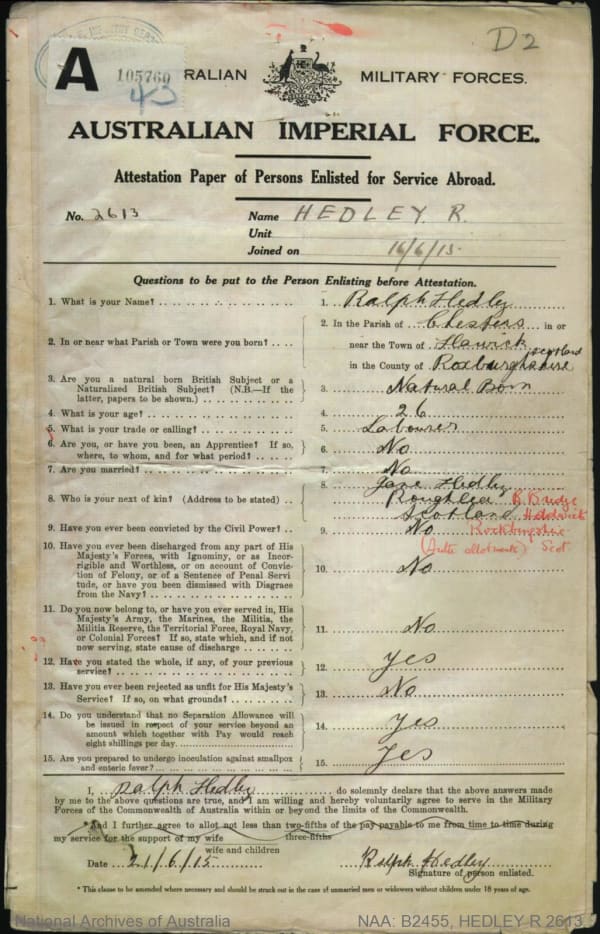 D2
A
105760
43
RALIAN MILITARY FORCES.
AUSTRALIAN IMPERIAL FORCE.
Attestation Paper of Persons Enlisted for Service Abroad.
No. 2613 Name HEDLEY. R.
Unit
Joined on 16/6/15
Questions to be put to the Person Enlisting before Attestation.
1. What is your Name? 1. Ralph Hedley
2. In or near what Parish or Town were you born? 2. In the Parish of Chesters in or
near the Town of Hawick
in the County of Roxburghshire Scotland
3. Are you a natural born British Subject or a
Naturalized British Subject? (N.B.—If the
latter, papers to be shown.) 3. Natural Born
4. What is your age? 4. 26
5. What is your trade or calling? 5. Labourer
6. Are you, or have you been, an Apprentice? If so,
where, to whom, and for what period? 6. No
7. Are you married? 7. No
8. Who is your next of kin? (Address to be stated) 8. Jane Hedley
Roughlea B. Bridge
Scotland
9. Have you ever been convicted by the Civil Power? 9. No
Scot
10. Have you ever been discharged from any part of His
Majesty's Forces, with Ignominy, or as Incor-
rigible and Worthless, or on account of Convic-
tion of Felony, or of a Sentence of Penal Servi-
tude, or have you been Dismissed with Disgrace
from the Navy? 10. No
11. Do you now belong to, or have you ever served in, His
Majesty's Army, the Marines, the Militia, the
Militia Reserve, the Territorial Force, Royal Navy,
or Colonial Forces? If so, state which, and if not
now serving, state cause of discharge 11. No
12. Have you stated the whole, if any, of your previous
service? 12. yes
13. Have you ever been rejected as unfit for His Majesty's
Service? If so, on what grounds? 13. No
14. Do you understand that no Separation Allowance will
be issued in respect of your service beyond an
amount which together with Pay would reach
eight shillings per day 14. Yes
15. Are you prepared to undergo inoculation against smallpox
and enteric fever? 15. Yes
I, Ralph Hedley do solemnly declare that the above answers made
by me to the above questions are true, and I am willing and hereby voluntarily agree to serve in the Military
Forces of the Commonwealth of Australia within or beyond the limits of the Commonwealth.
*And I further agree to allot not less than two-fifths of the pay payable to me from time to time during
three-fifths
my service for the support of my wife
wife and children
Date 21/6/15 Ralph Hedley
Signature of person enlisted.
* This clause to be amended where necessary and should be struck out in the case of unmarried men or widowers without children under 18 years of age.
National Archives of Australia NAA: B2455, HEDLEY R 2613